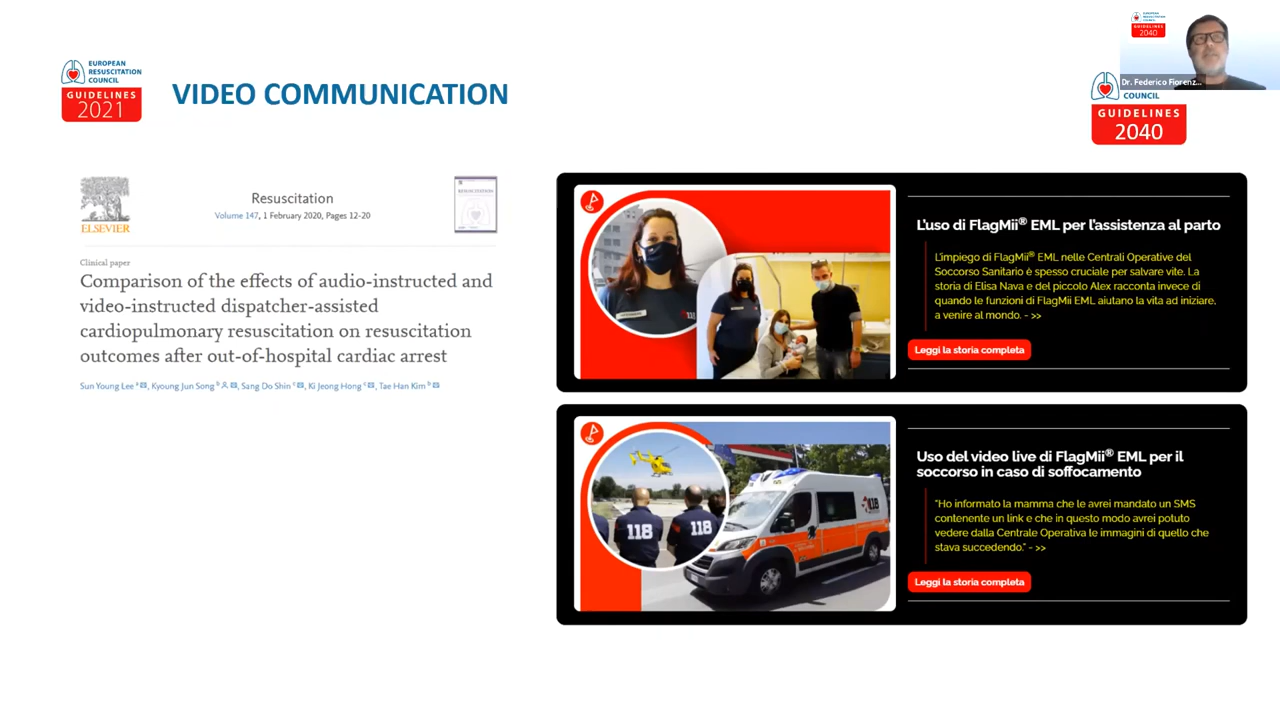 EUROPEAN
RESUSCITATION
COUNCIL
GUIDELINES
2021
VIDEO COMMUNICATION
EUROPEAN
RESUSCITATION
COUNCIL
GUIDELINES
2040
Dr. Federico Fiorenz...
COUNCIL
GUIDELINES
2040
ELSEVIER
Resuscitation
Volume 147, 1 February 2020, Pages 12-20
RESUSCITATION
Clinical paper
Comparison of the effects of audio-instructed and
video-instructed dispatcher-assisted
cardiopulmonary resuscitation on resuscitation
outcomes after out-of-hospital cardiac arrest
Sun Young Lee a, Kyoung Jun Song b, Sang Do Shin c, Ki Jeong Hong c, Tae Han Kim b
L'uso di FlagMii® EML per l'assistenza al parto
L'impiego di FlagMii® EML nelle Centrali Operative del
Soccorso Sanitario è spesso cruciale per salvare vite. La
storia di Elisa Nava e del piccolo Alex racconta invece di
quando le funzioni di FlagMii EML aiutano la vita ad iniziare,
a venire al mondo. - >>
Leggi la storia completa
118
118
118
Uso del video live di FlagMii® EML per il
soccorso in caso di soffocamento
"Ho informato la mamma che le avrei mandato un SMS
contenente un link e che in questo modo avrei potuto
vedere dalla Centrale Operativa le immagini di quello che
stava succedendo." - >>
Leggi la storia completa